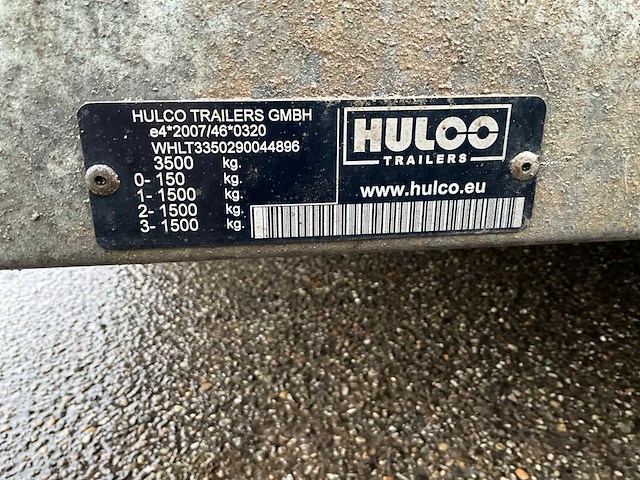 HULCO TRAILERS GMBH
e4*2007/46*0320
WHLT3350290044896
3500 kg.
0- 150 kg.
1- 1500 kg.
2- 1500 kg.
3- 1500 kg.
HULCO
TRAILERS
www.hulco.eu